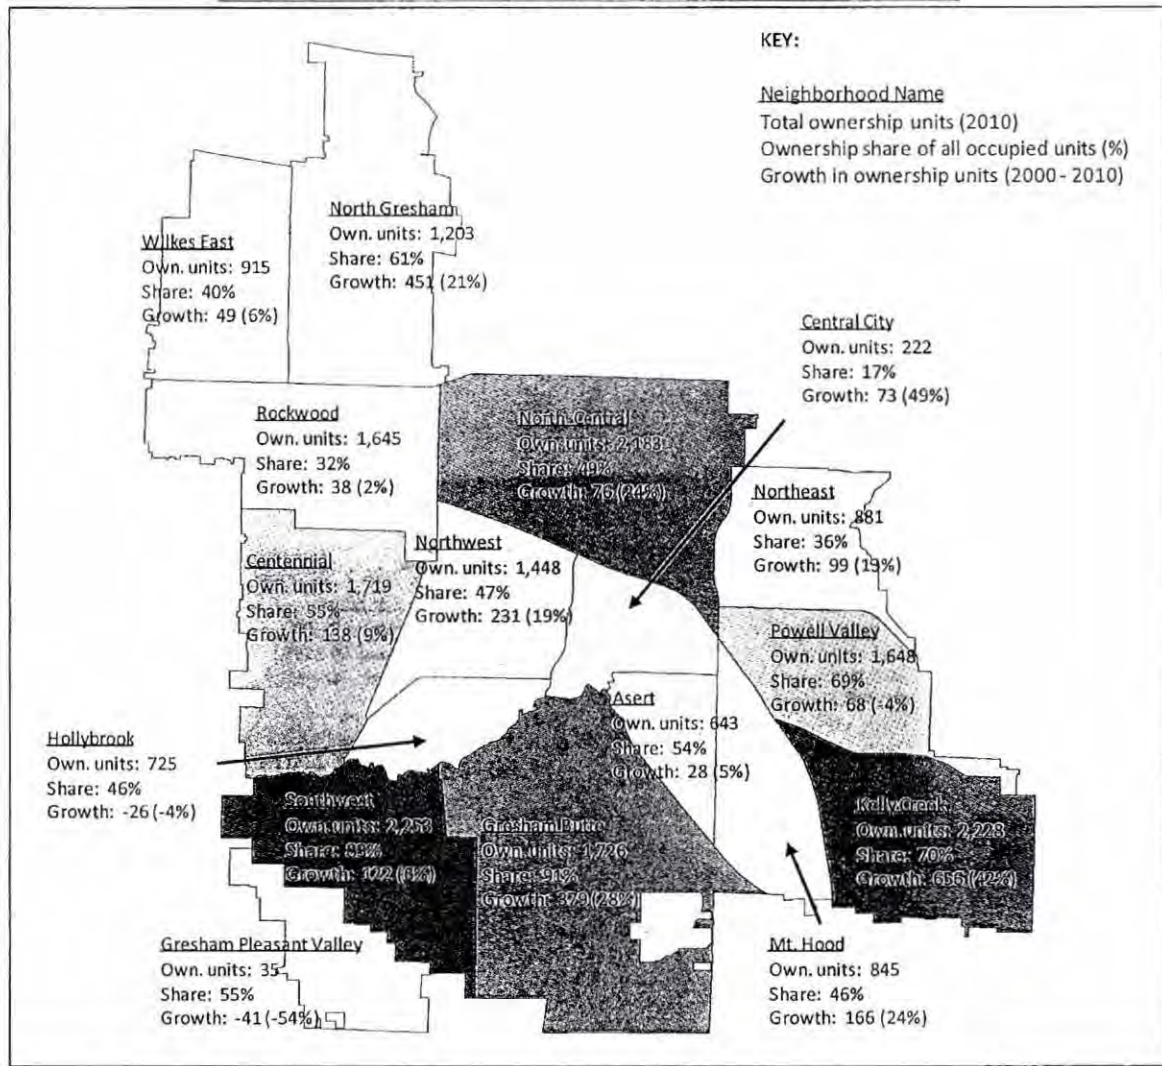 KEY:
Neighborhood Name
Total ownership units (2010)
Ownership share of all occupied units (%)
Growth in ownership units (2000 - 2010)
North Gresham
Own. units: 1,203
Share: 61%
Growth: 451 (21%)
Wilkes East
Own. units: 915
Share: 40%
Growth: 49 (6%)
Central City
Own. units: 222
Share: 17%
Growth: 73 (49%)
Rockwood
Own. units: 1,645
Share: 32%
Growth: 38 (2%)
North-Central
Own. units: 2,183
Share: 49%
Growth: 76 (24%)
Northeast
Own. units: 881
Share: 36%
Growth: 99 (13%)
Northwest
Own. units: 1,448
Share: 47%
Growth: 231 (19%)
Centennial
Own. units: 1,719
Share: 55%
Growth: 138 (9%)
Powell Valley
Own. units: 1,648
Share: 69%
Growth: 68 (-4%)
Asert
Own. units: 643
Share: 54%
Growth: 28 (5%)
Hollybrook
Own. units: 725
Share: 46%
Growth: -26 (-4%)
Southwest
Own. units: 2,253
Share:
Growth: 122
Gresham Butte
Own. units: 1,726
Share: 91%
Growth: 379 (28%)
Kelly Creek
Own. units: 2,228
Share: 70%
Growth: 656 (42%)
Gresham Pleasant Valley
Own. units: 35
Share: 55%
Growth: -41 (-54%)
Mt. Hood
Own. units: 845
Share: 46%
Growth: 166 (24%)